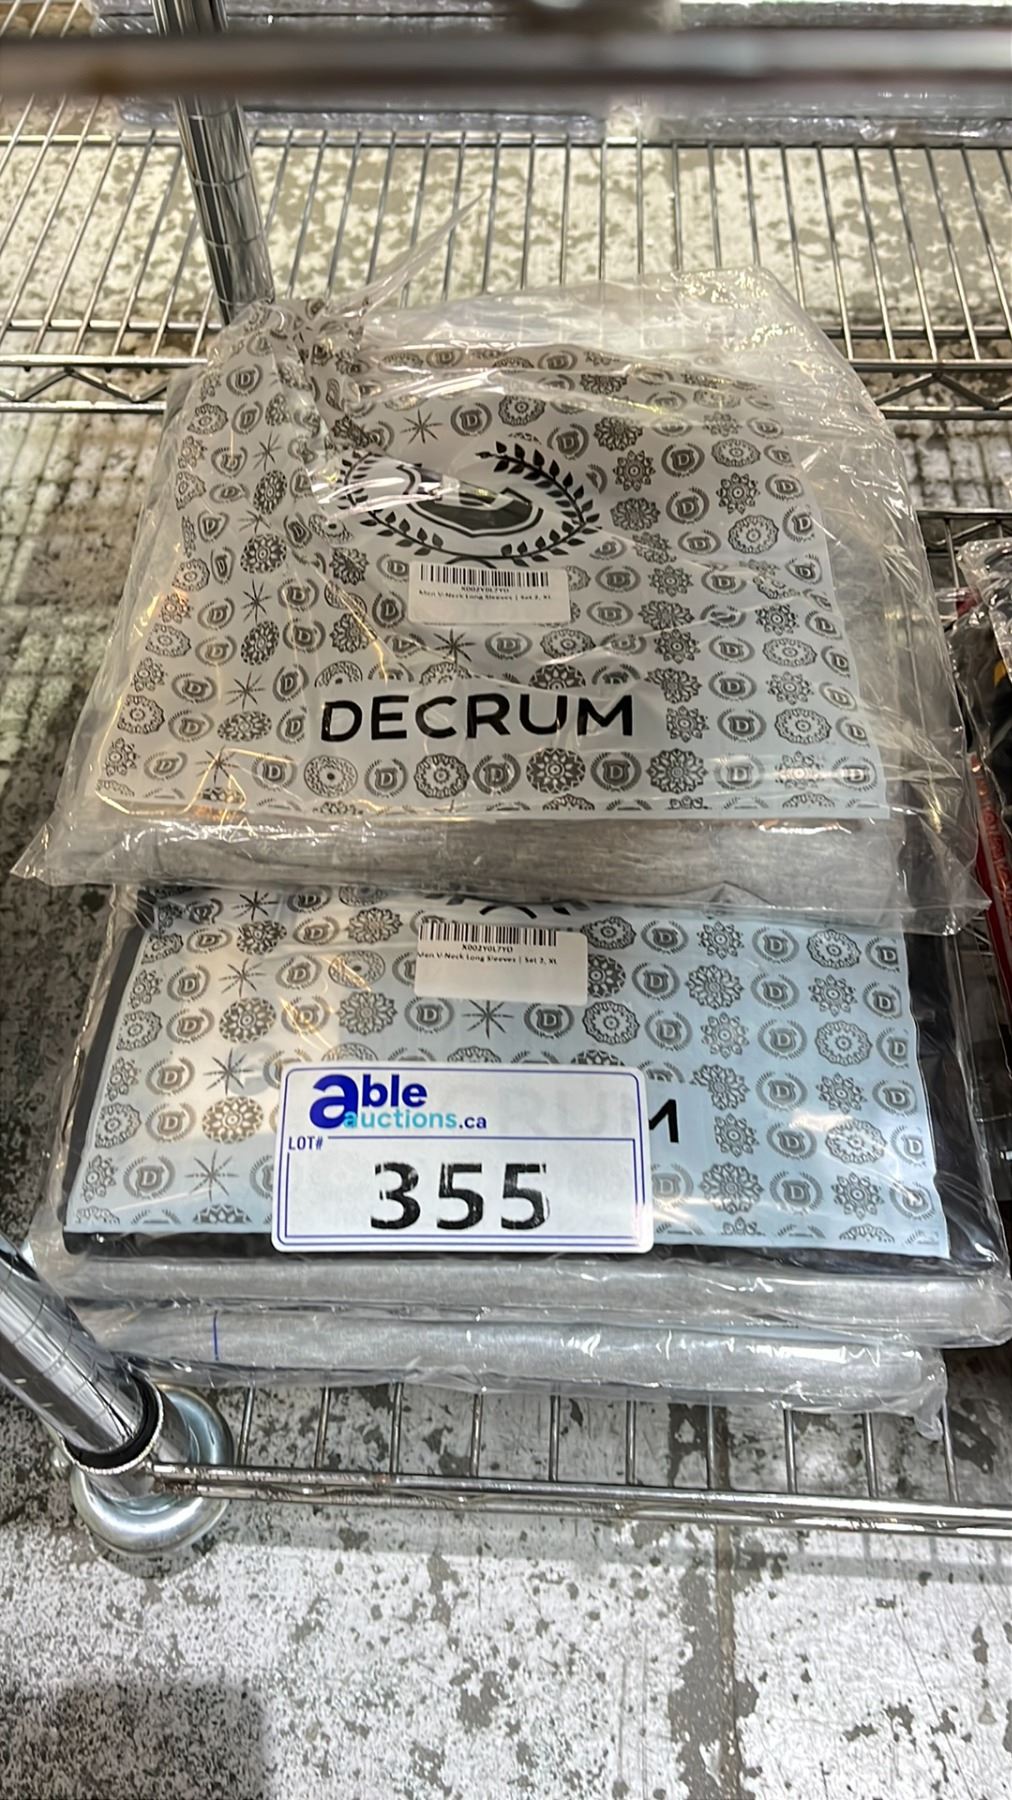 X002Y0L7YD
Men V-Neck Long Sleeves | Set 2, XL
DECRUM
X002Y0L7YD
Men V-Neck Long Sleeves | Set 2, XL
able
auctions.ca
RUM
LOT#
355